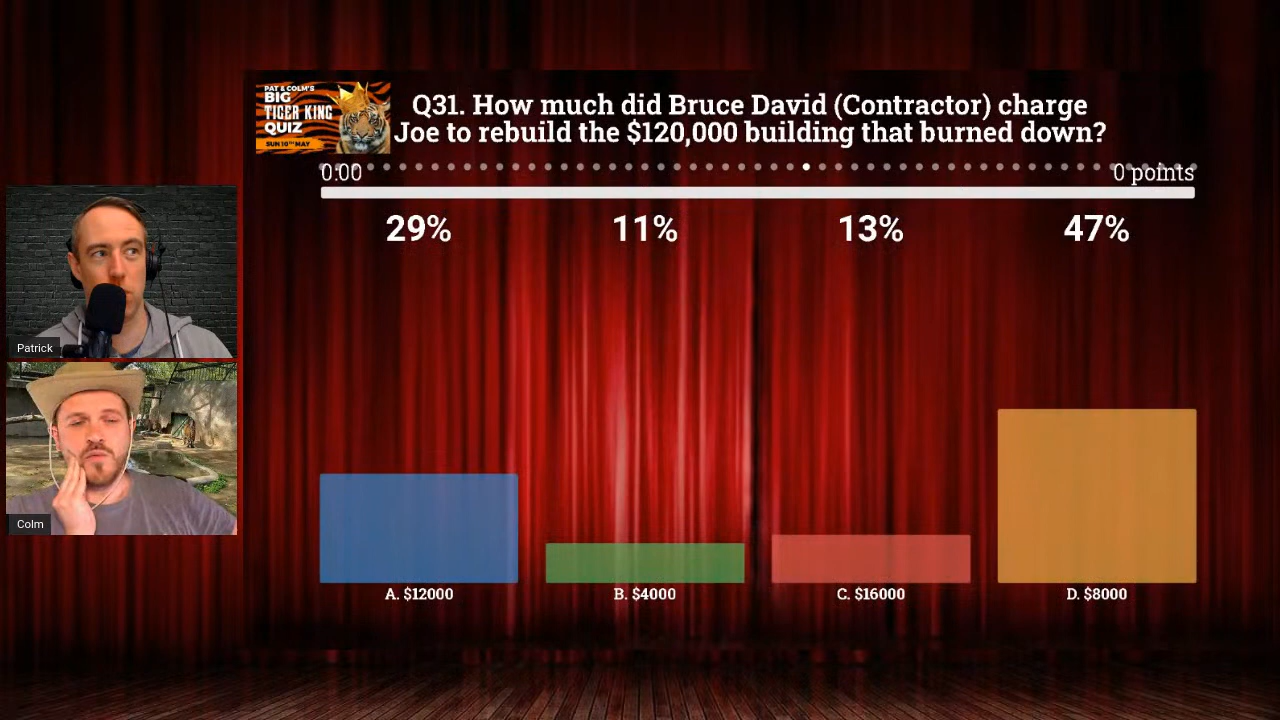 PAT & COLM'S
BIG
TIGER KING
QUIZ
SUN 10TH MAY
Q31. How much did Bruce David (Contractor) charge
Joe to rebuild the $120,000 building that burned down?
0:00
0 points
29%
11%
13%
47%
Patrick
Colm
A. $12000
B. $4000
C. $16000
D. $8000